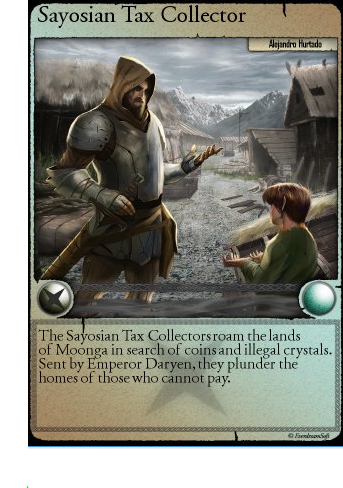 Sayosian Tax Collector
Alejandro Hurtado
The Sayosian Tax Collectors roam the lands
of Moonga in search of coins and illegal crystals.
Sent by Emperor Daryen, they plunder the
homes of those who cannot pay.
© EverdreamSoft